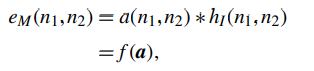 e_M(n_1,n_2) = a(n_1,n_2) * h_I(n_1,n_2)
= f(a),